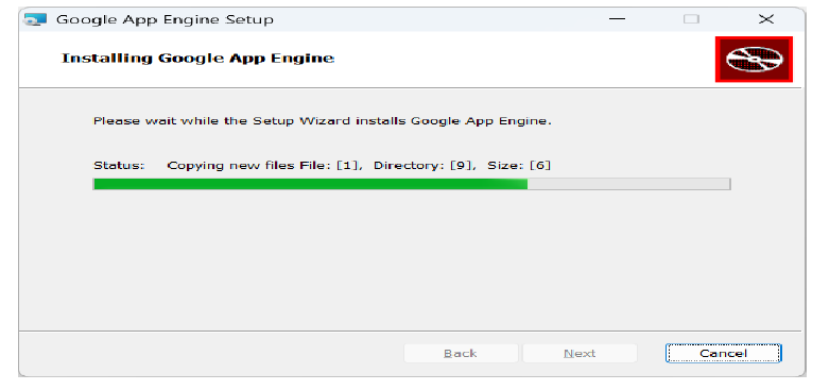 Google App Engine Setup
Installing Google App Engine
Please wait while the Setup Wizard installs Google App Engine.
Status: Copying new files File: [1], Directory: [9], Size: [6]
Back Next Cancel